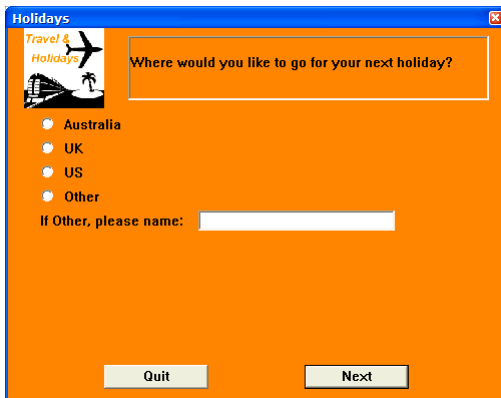 Holidays
Travel &
Holidays
Where would you like to go for your next holiday?
Australia
UK
US
Other
If Other, please name:
Quit
Next